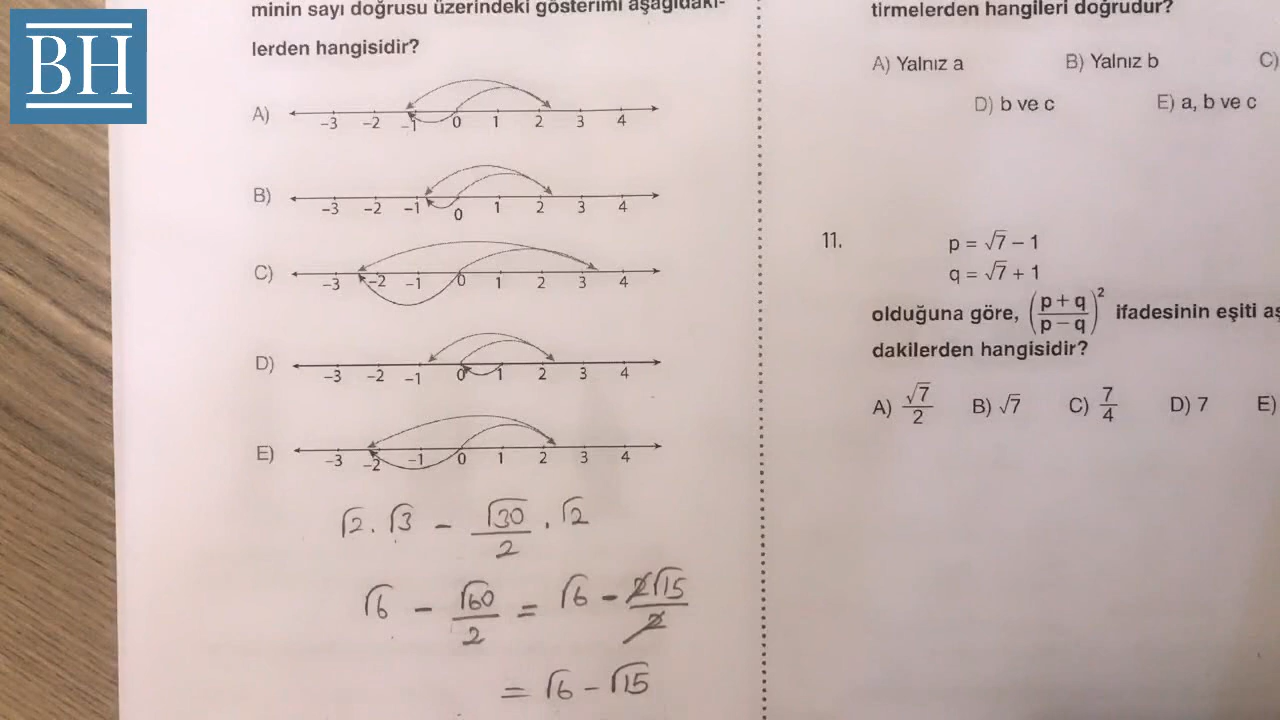 BH
minin sayı doğrusu üzerindeki gösterimi aşağıdaki-
lerden hangisidir?
A) -3 -2 -1 0 1 2 3 4
B) -3 -2 -1 0 1 2 3 4
C) -3 -2 -1 0 1 2 3 4
D) -3 -2 -1 0 1 2 3 4
E) -3 -2 -1 0 1 2 3 4
√2 . √3 - √30/2 . √2
√6 - √60/2 = √6 - 2√15/2
= √6 - √15
tirmelerden hangileri doğrudur?
A) Yalnız a B) Yalnız b C)
D) b ve c E) a, b ve c
11. p = √7 - 1
q = √7 + 1
olduğuna göre, (p + q / p - q)² ifadesinin eşiti aş
dakilerden hangisidir?
A) √7/2 B) √7 C) 7/4 D) 7 E)